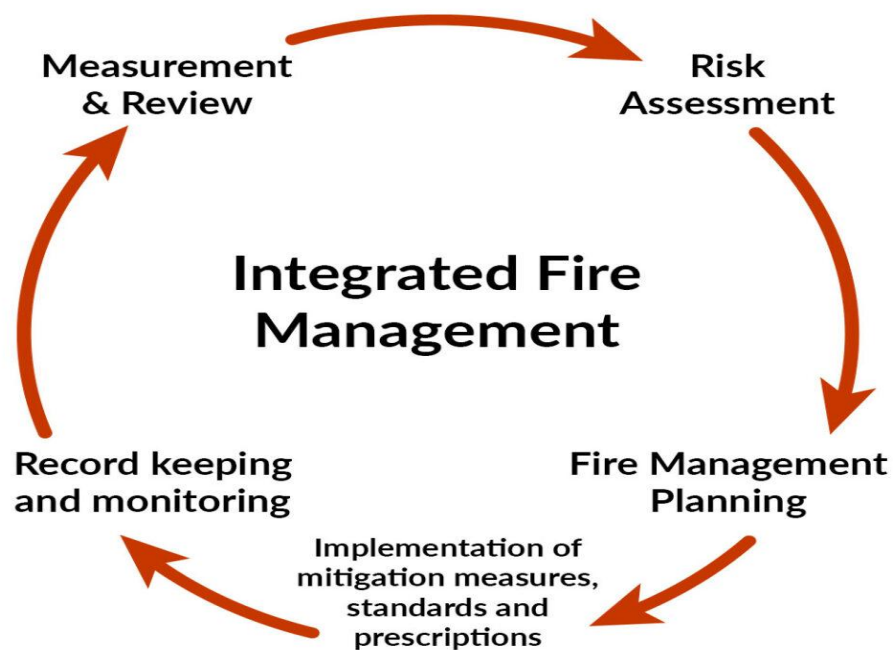 Measurement
& Review
Risk
Assessment
Integrated Fire
Management
Record keeping
and monitoring
Fire Management
Planning
Implementation of
mitigation measures,
standards and
prescriptions